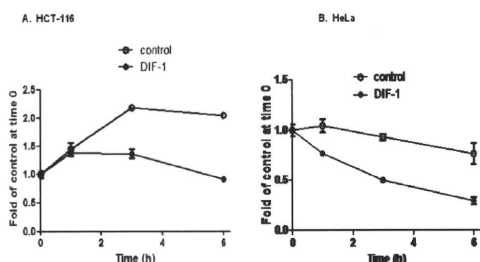 A. HCT-116
control
DIF-1
Fold of control at time 0
2.5
2.0
1.5
1.0
0.5
0.0
0
2
4
6
Time (h)
B. HeLa
control
DIF-1
Fold of control at time 0
1.5
1.0
0.5
0.0
0
2
4
6
Time (h)